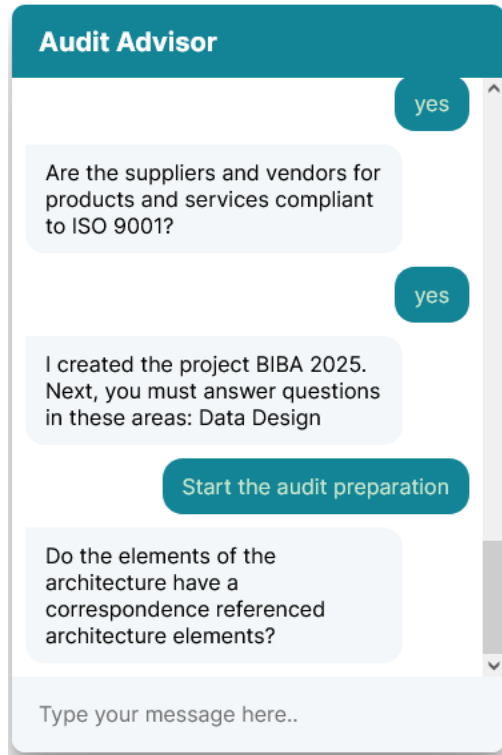 Audit Advisor
yes
Are the suppliers and vendors for
products and services compliant
to ISO 9001?
yes
I created the project BIBA 2025.
Next, you must answer questions
in these areas: Data Design
Start the audit preparation
Do the elements of the
architecture have a
correspondence referenced
architecture elements?
Type your message here..